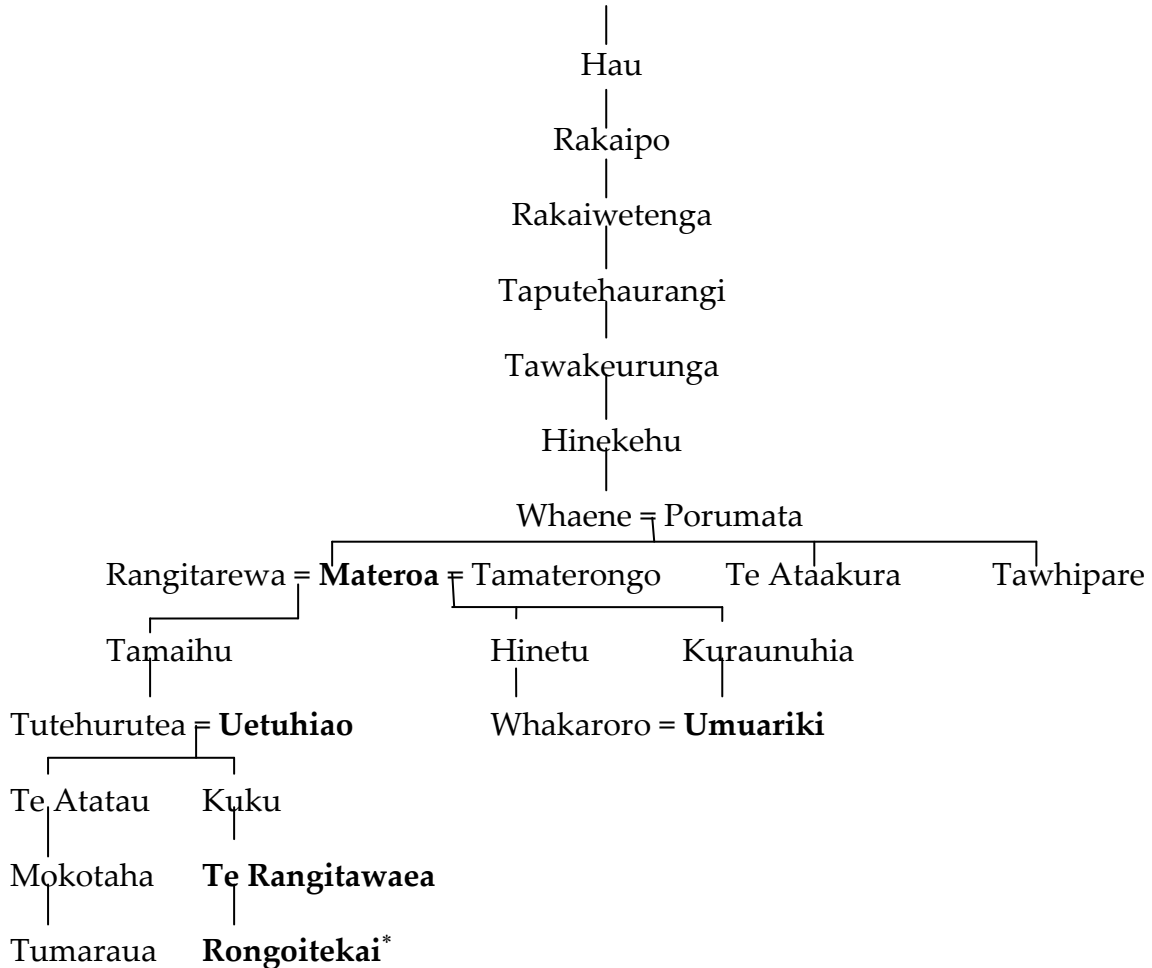 Hau
Rakaipo
Rakaiwetenga
Taputehaurangi
Tawakeurunga
Hinekehu
Whaene = Porumata
Rangitarewa = Materoa = Tamaterongo Te Ataakura Tawhipare
Tamaihu Hinetu Kuraunuhia
Tutehurutea = Uetuhiao Whakaroro = Umuariki
Te Atatau Kuku
Mokotaha Te Rangitawaea
Tumaraua Rongoitekai*